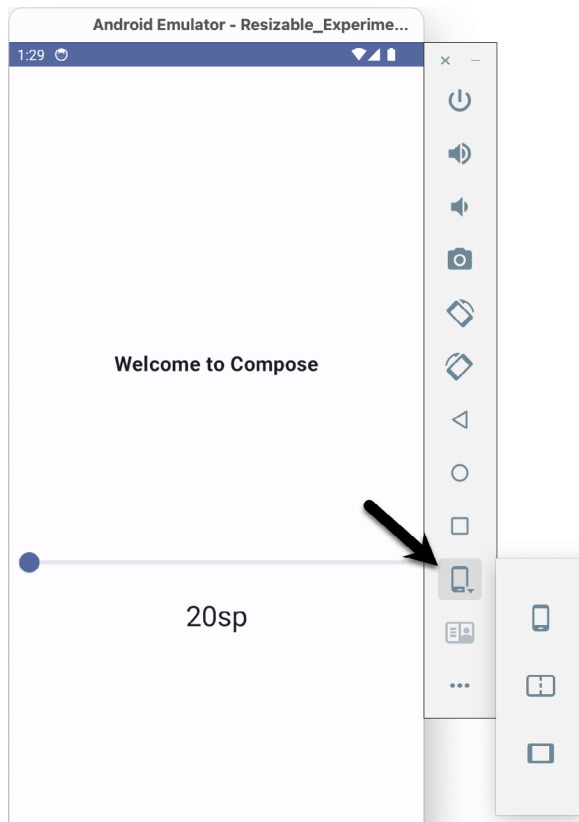 Android Emulator - Resizable_Experime...
1:29
Welcome to Compose
20sp